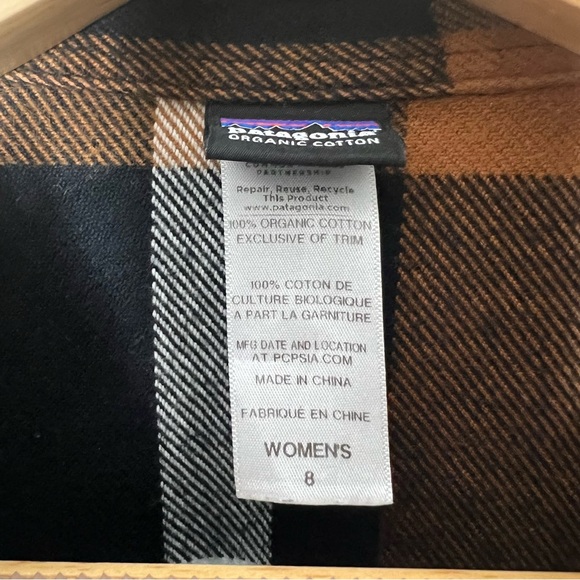 patagonia
ORGANIC COTTON
PARTNERSHIP
Repair, Reuse, Recycle
This Product
www.patagonia.com
100% ORGANIC COTTON
EXCLUSIVE OF TRIM
100% COTON DE
CULTURE BIOLOGIQUE
A PART LA GARNITURE
MFG DATE AND LOCATION
AT PCPSIA.COM
MADE IN CHINA
FABRIQUÉ EN CHINE
WOMEN'S
8